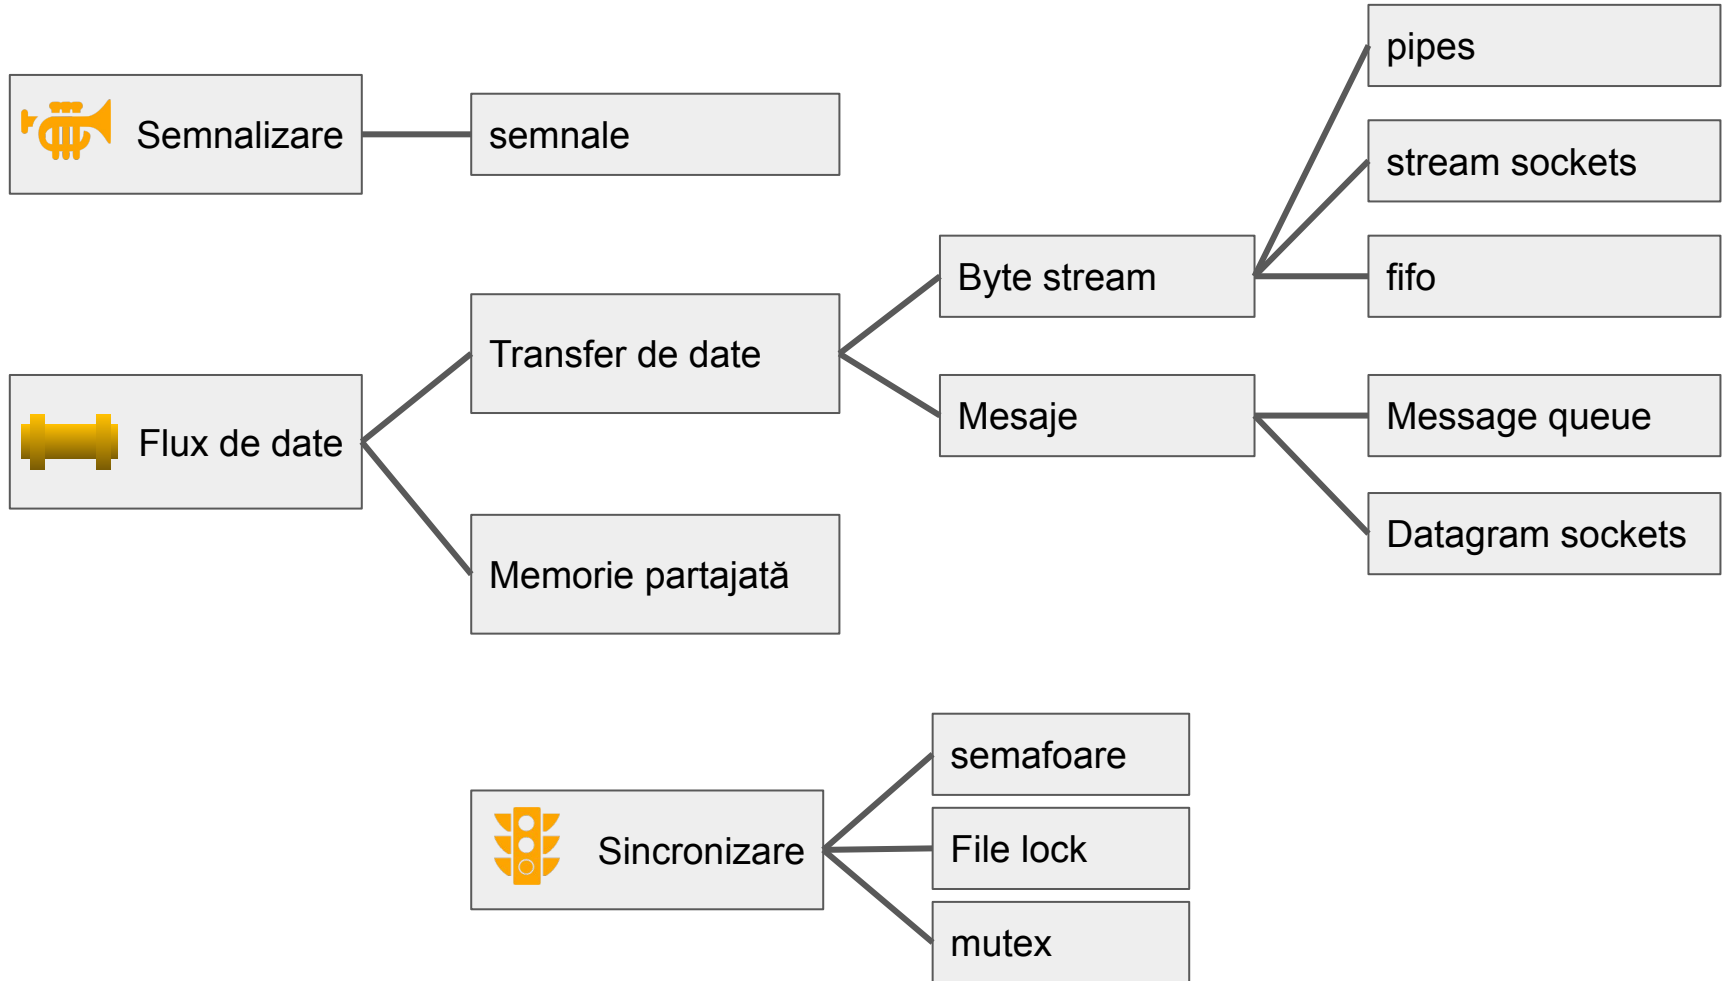 Semnalizare
semnale
Flux de date
Transfer de date
Byte stream
pipes
stream sockets
fifo
Mesaje
Message queue
Datagram sockets
Memorie partajată
Sincronizare
semafoare
File lock
mutex